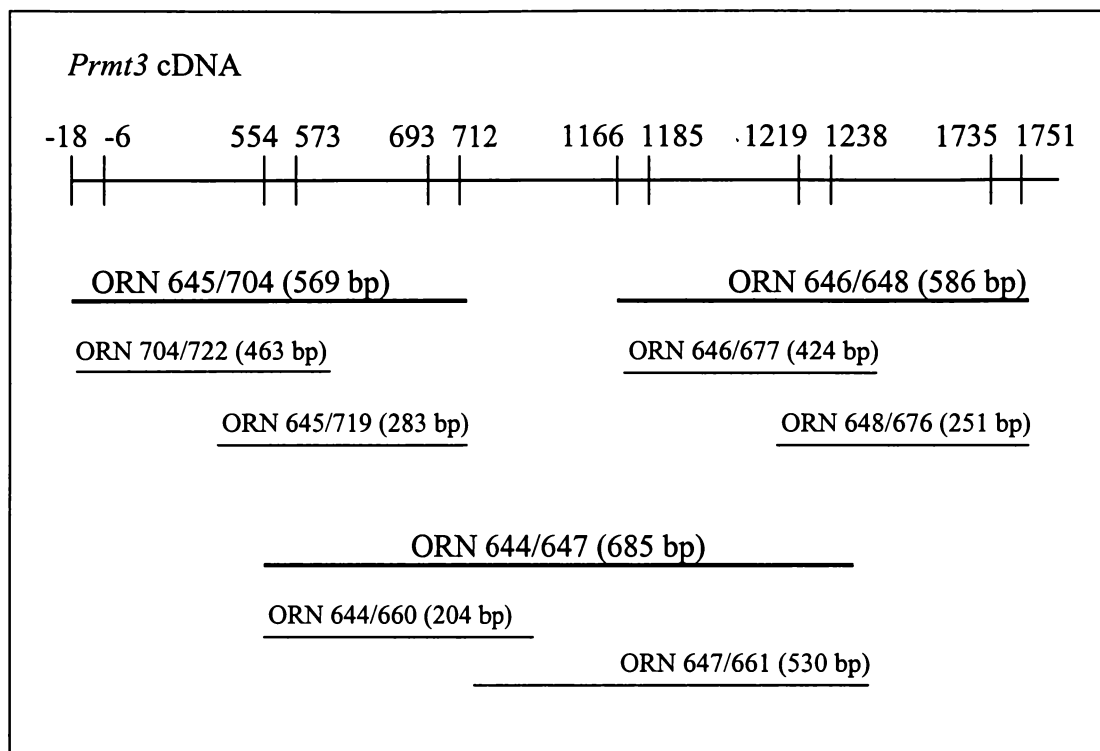 Prmt3 cDNA
-18 -6 554 573 693 712 1166 1185 1219 1238 1735 1751
ORN 645/704 (569 bp) ORN 646/648 (586 bp)
ORN 704/722 (463 bp) ORN 646/677 (424 bp)
ORN 645/719 (283 bp) ORN 648/676 (251 bp)
ORN 644/647 (685 bp)
ORN 644/660 (204 bp)
ORN 647/661 (530 bp)